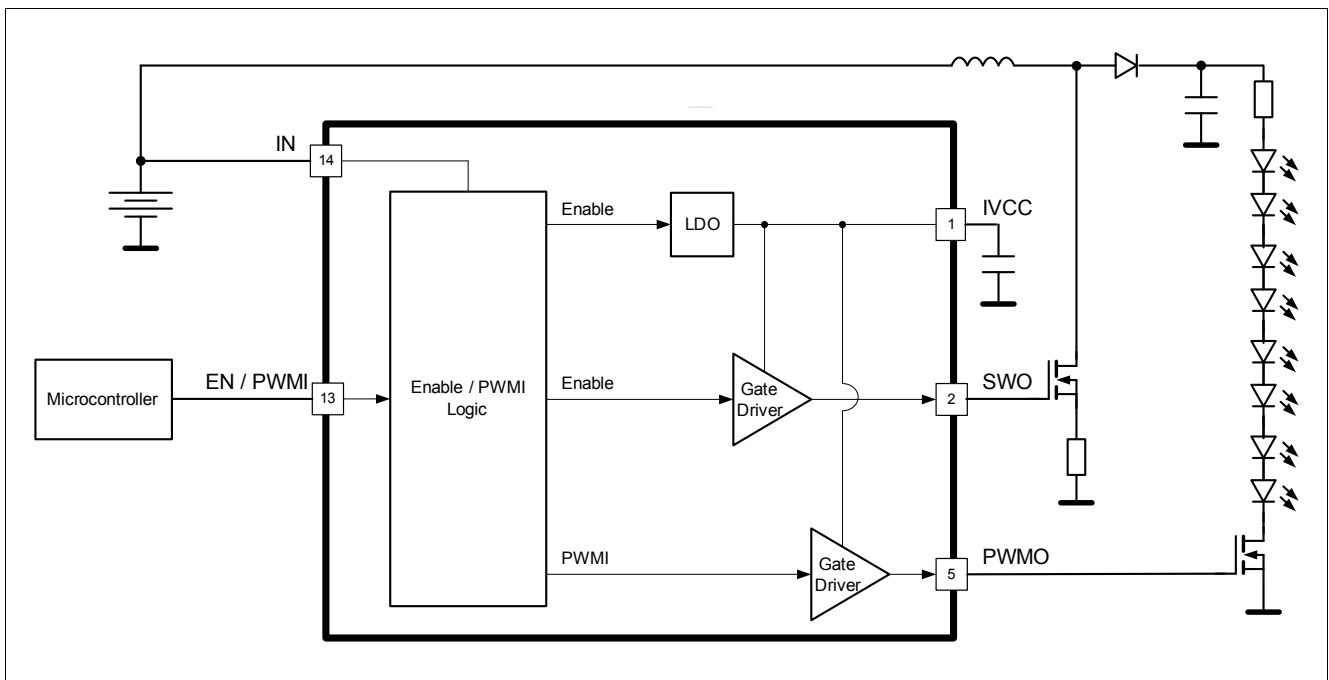 IN
14
Enable
LDO
1
IVCC
Microcontroller
EN / PWMI
13
Enable / PWMI
Logic
Enable
Gate
Driver
2
SWO
PWMI
Gate
Driver
5
PWMO